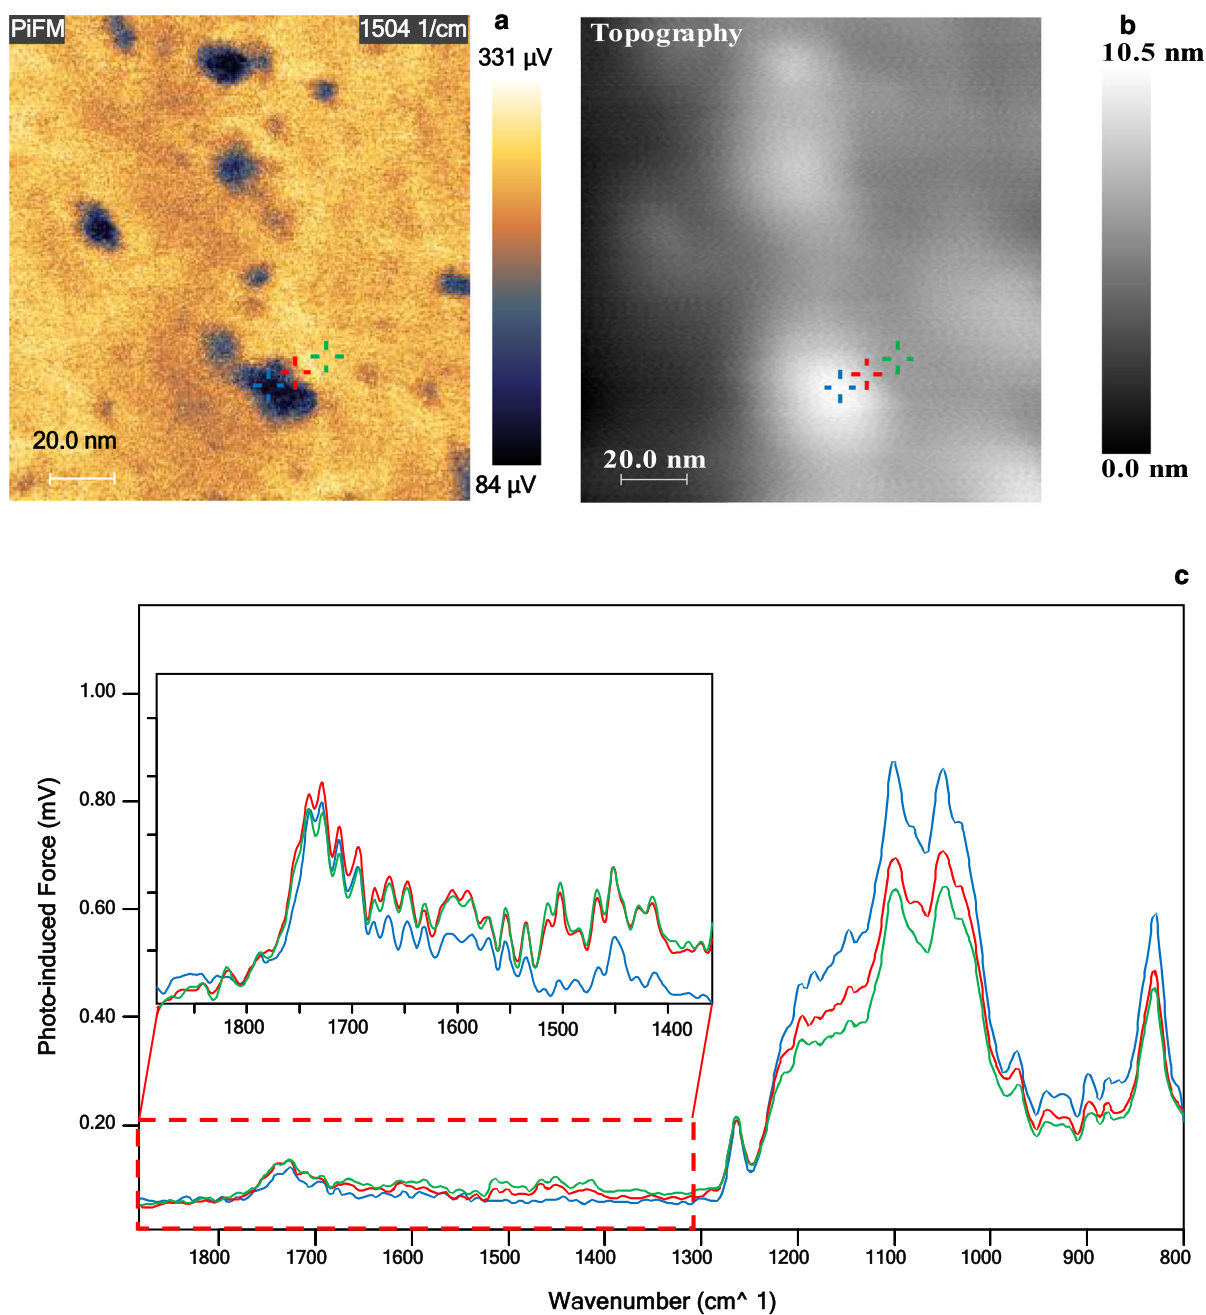 PiFM
1504 1/cm
a
331 µV
84 µV
20.0 nm
Topography
b
10.5 nm
0.0 nm
20.0 nm
c
Photo-induced Force (mV)
1.00
0.80
0.60
0.40
0.20
1800 1700 1600 1500 1400
1800 1700 1600 1500 1400 1300 1200 1100 1000 900 800
Wavenumber (cm^ 1)